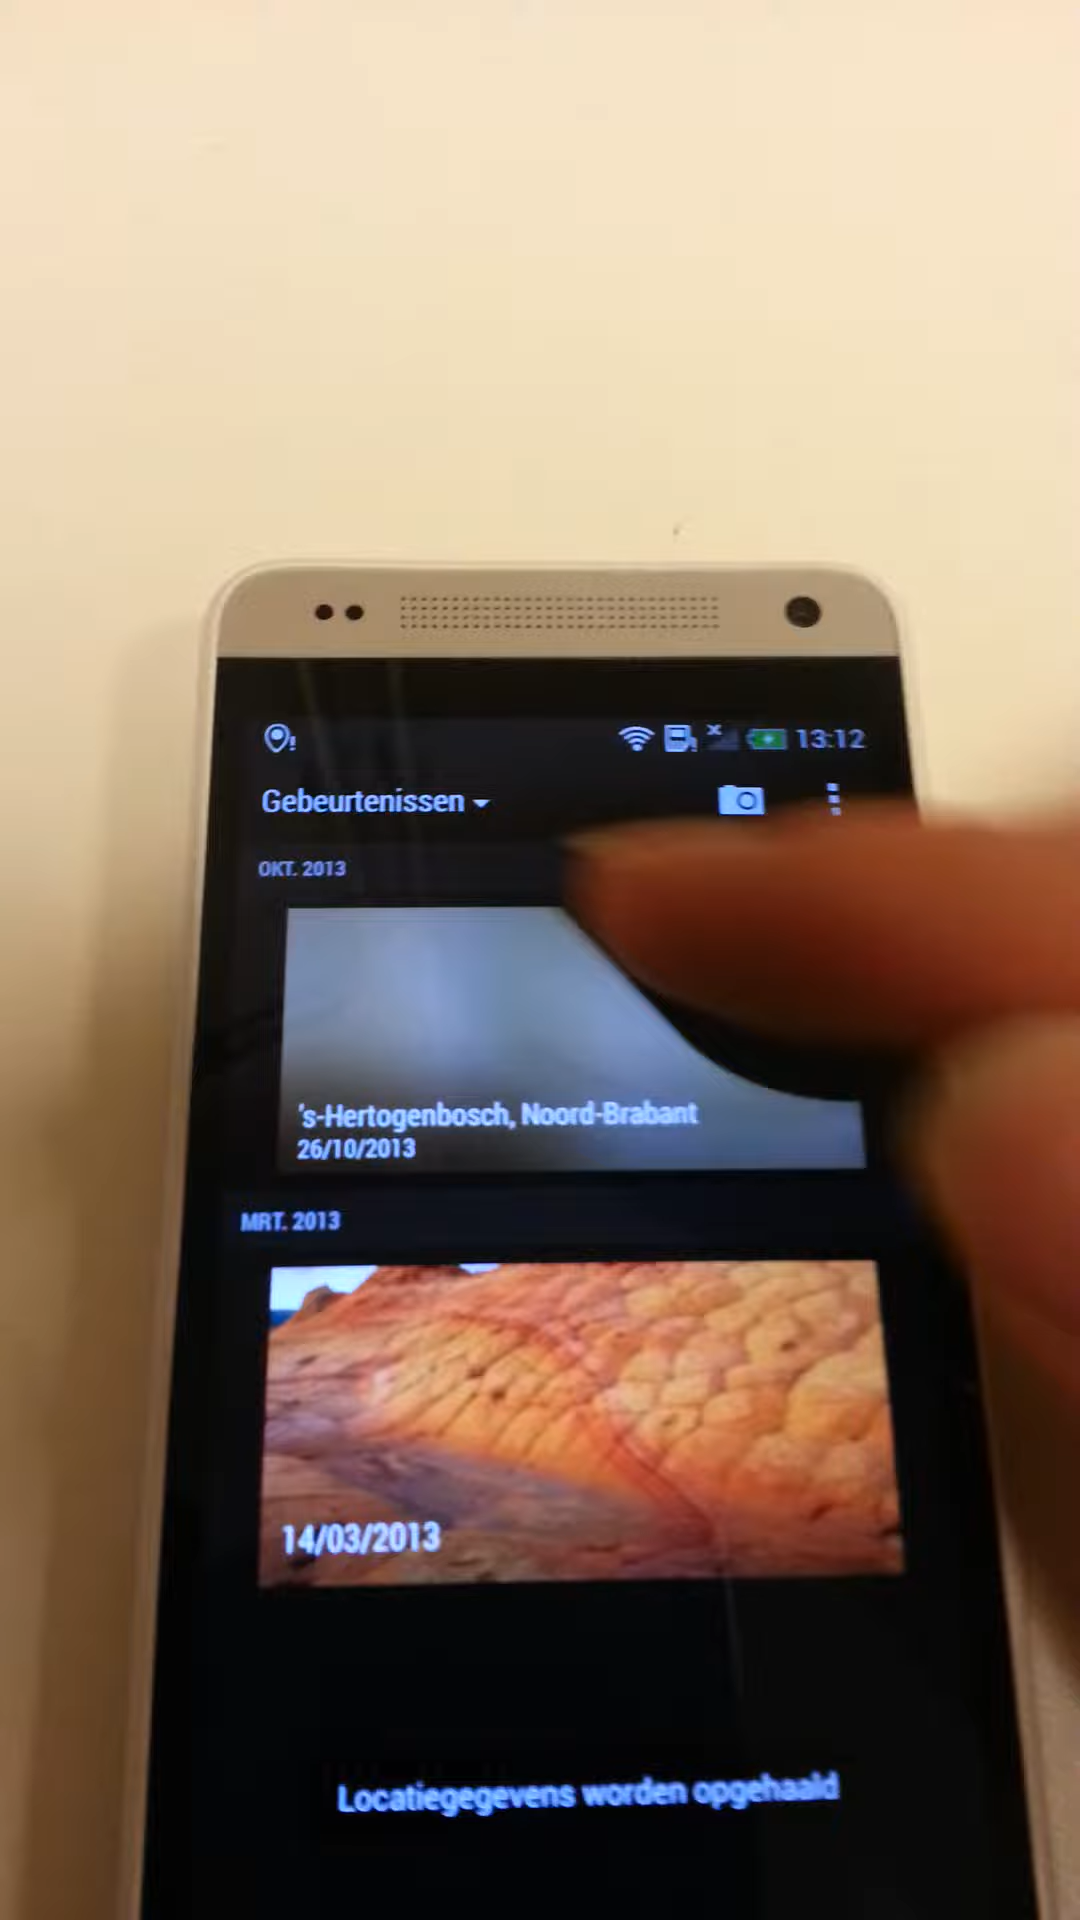 13:12
Gebeurtenissen
OKT. 2013
's-Hertogenbosch, Noord-Brabant
26/10/2013
MRT. 2013
14/03/2013
Locatiegegevens worden opgehaald